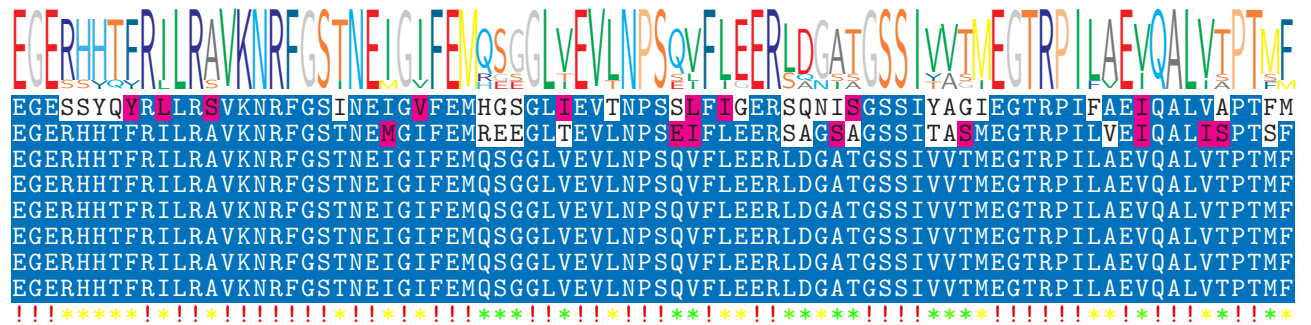 EGERHHTFRILRAVKNRFGSTNEIGIFEMQSGGLVEVLNPSQVFLEERLDGATGSSIVVTMEGTRPILAEVQALVTPTMF
EGESSYQYRLLRSVKNRFGSINEIGVFEMHGSGLIEVTNPSSLFIGERSQNISGSSIYAGIEGTRPIFAEIQALVAPTFM
EGERHHTFRILRAVKNRFGSTNEMGIFEMREEGLTEVLNPSEIFLEERSAGSAGSSITASMEGTRPILVEIQALISPTSF
EGERHHTFRILRAVKNRFGSTNEIGIFEMQSGGLVEVLNPSQVFLEERLDGATGSSIVVTMEGTRPILAEVQALVTPTMF
EGERHHTFRILRAVKNRFGSTNEIGIFEMQSGGLVEVLNPSQVFLEERLDGATGSSIVVTMEGTRPILAEVQALVTPTMF
EGERHHTFRILRAVKNRFGSTNEIGIFEMQSGGLVEVLNPSQVFLEERLDGATGSSIVVTMEGTRPILAEVQALVTPTMF
EGERHHTFRILRAVKNRFGSTNEIGIFEMQSGGLVEVLNPSQVFLEERLDGATGSSIVVTMEGTRPILAEVQALVTPTMF
EGERHHTFRILRAVKNRFGSTNEIGIFEMQSGGLVEVLNPSQVFLEERLDGATGSSIVVTMEGTRPILAEVQALVTPTMF
EGERHHTFRILRAVKNRFGSTNEIGIFEMQSGGLVEVLNPSQVFLEERLDGATGSSIVVTMEGTRPILAEVQALVTPTMF
!!!*****!*!!*!!!!!!!*!!*!*!!!***!!*!!*!!!**!**!!*****!!!!****!!!!!!**!*!!!**!!**